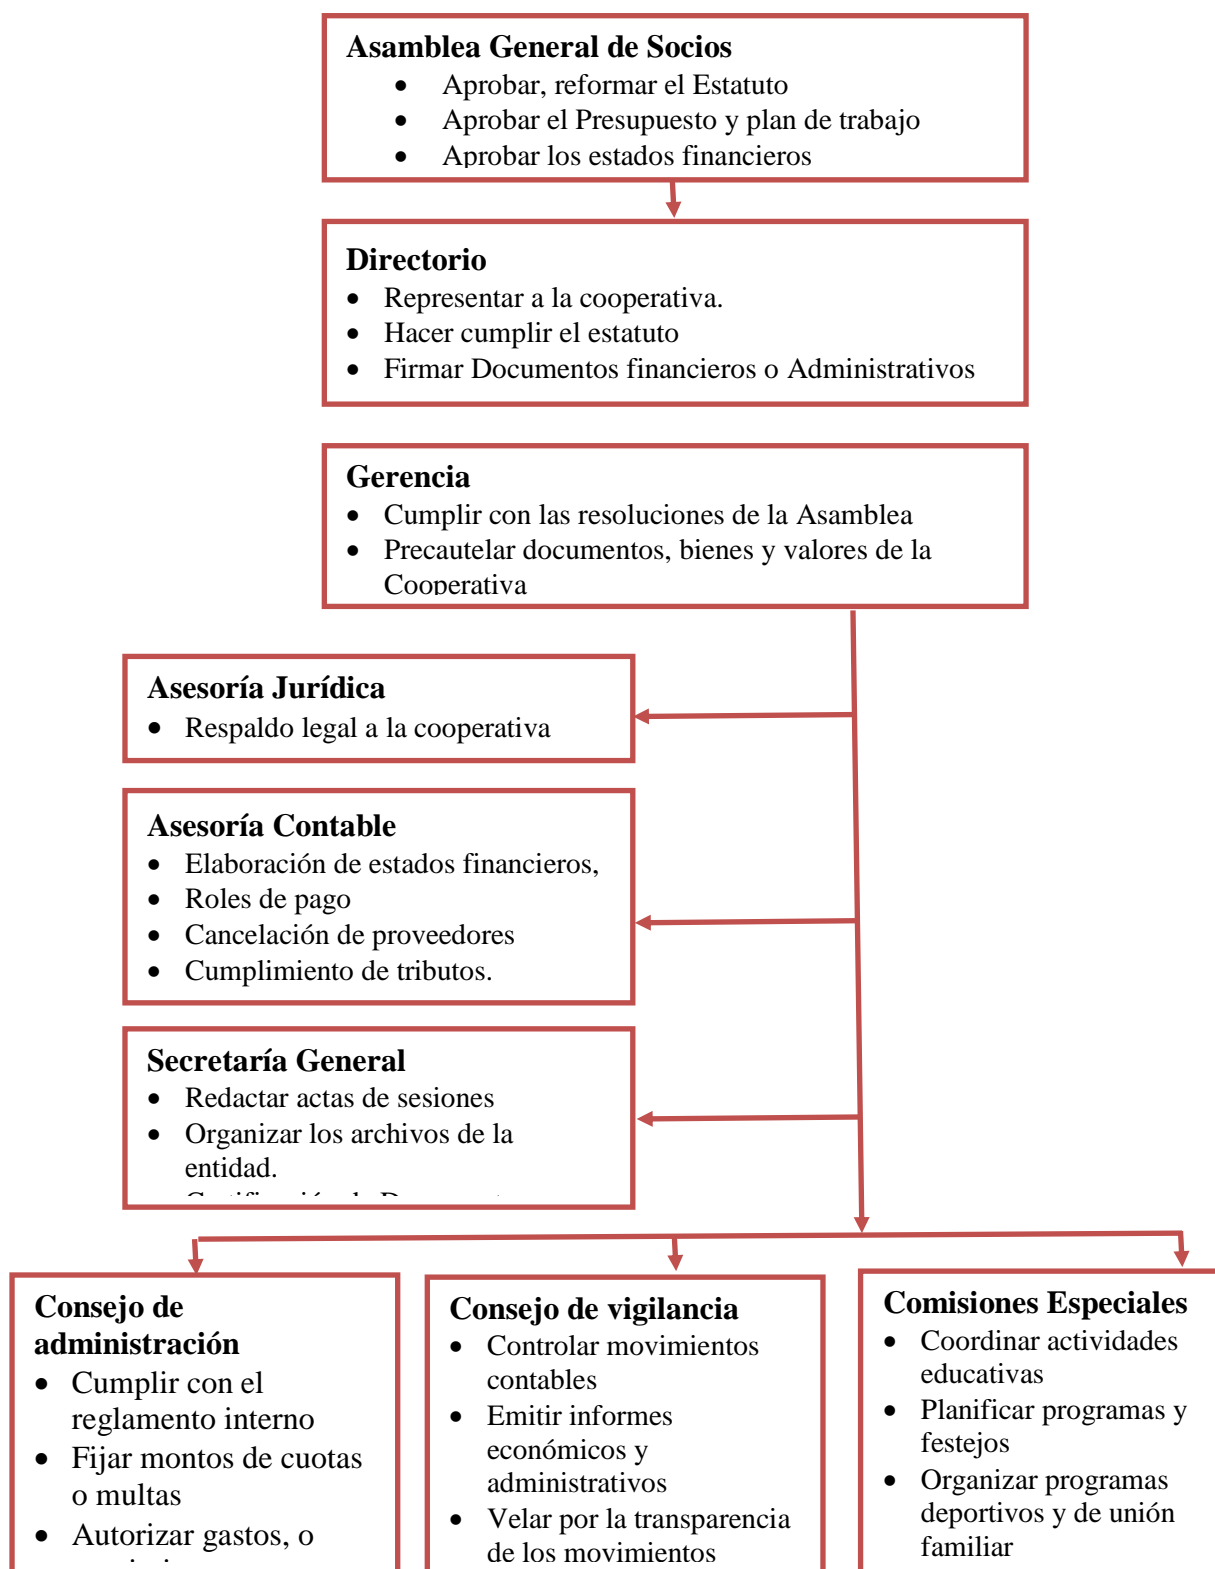 Asamblea General de Socios
• Aprobar, reformar el Estatuto
• Aprobar el Presupuesto y plan de trabajo
• Aprobar los estados financieros
Directorio
• Representar a la cooperativa.
• Hacer cumplir el estatuto
• Firmar Documentos financieros o Administrativos
Gerencia
• Cumplir con las resoluciones de la Asamblea
• Precautelar documentos, bienes y valores de la
Cooperativa
Asesoría Jurídica
• Respaldo legal a la cooperativa
Asesoría Contable
• Elaboración de estados financieros,
• Roles de pago
• Cancelación de proveedores
• Cumplimiento de tributos.
Secretaría General
• Redactar actas de sesiones
• Organizar los archivos de la
entidad.
Consejo de
administración
• Cumplir con el
reglamento interno
• Fijar montos de cuotas
o multas
• Autorizar gastos, o
Consejo de vigilancia
• Controlar movimientos
contables
• Emitir informes
económicos y
administrativos
• Velar por la transparencia
de los movimientos
Comisiones Especiales
• Coordinar actividades
educativas
• Planificar programas y
festejos
• Organizar programas
deportivos y de unión
familiar